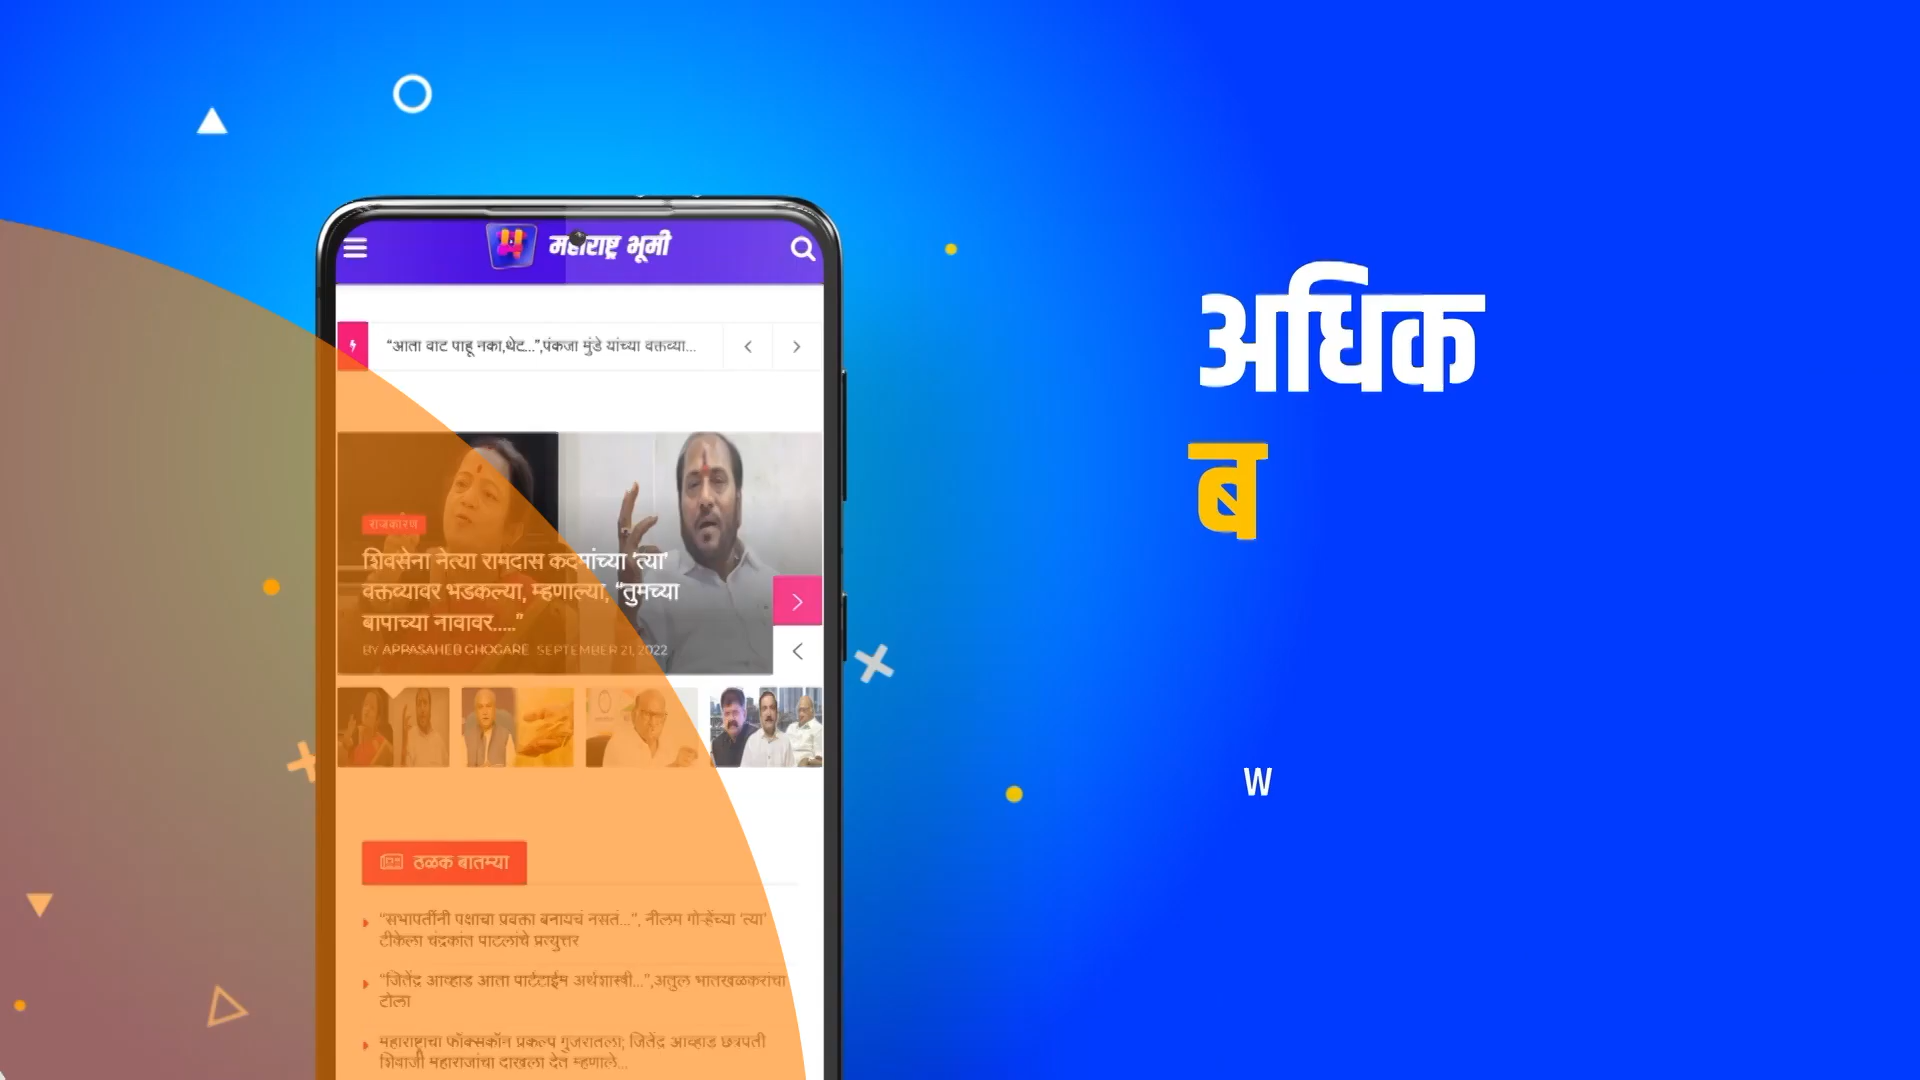 महाराष्ट्र भूमी
“आता वाट पाहू नका,थेट...”,पंकजा मुंडे यांच्या वक्तव्या...
राजकारण
शिवसेना नेत्या रामदास कदमांच्या ‘त्या’
वक्तव्यावर भडकल्या, म्हणाल्या, “तुमच्या
बापाच्या नावावर.....”
BY APPASAHEB GHOGARE SEPTEMBER 21, 2022
ठळक बातम्या
“सभापतींनी पक्षाचा प्रवक्ता बनायचं नसतं...”, नीलम गोऱ्हेंच्या ‘त्या’
टीकेला चंद्रकांत पाटलांचे प्रत्युत्तर
“जितेंद्र आव्हाड आता पार्टटाईम अर्थशास्त्री...”,अतुल भातखळकरांचा
टोला
महाराष्ट्राचा फॉक्सकॉन प्रकल्प गुजरातला; जितेंद्र आव्हाड छत्रपती
शिवाजी महाराजांचा दाखला देत म्हणाले...
अधिक
ब
W